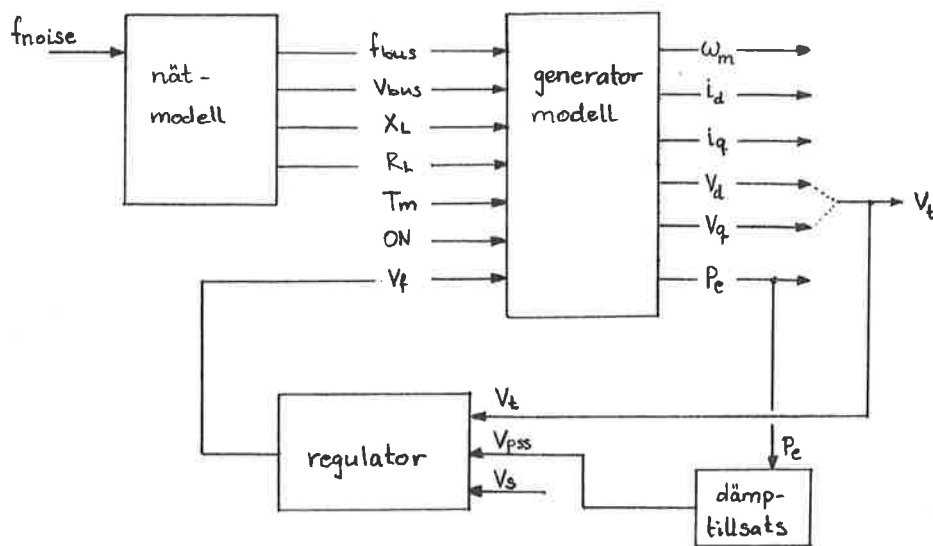 fnoise
nät-
modell
fbus
Vbus
XL
RL
Tm
ON
Vf
generator
modell
ωm
id
iq
Vd
Vq
Pe
Vt
regulator
Vt
Vpss
Vs
Pe
dämp-
tillsats